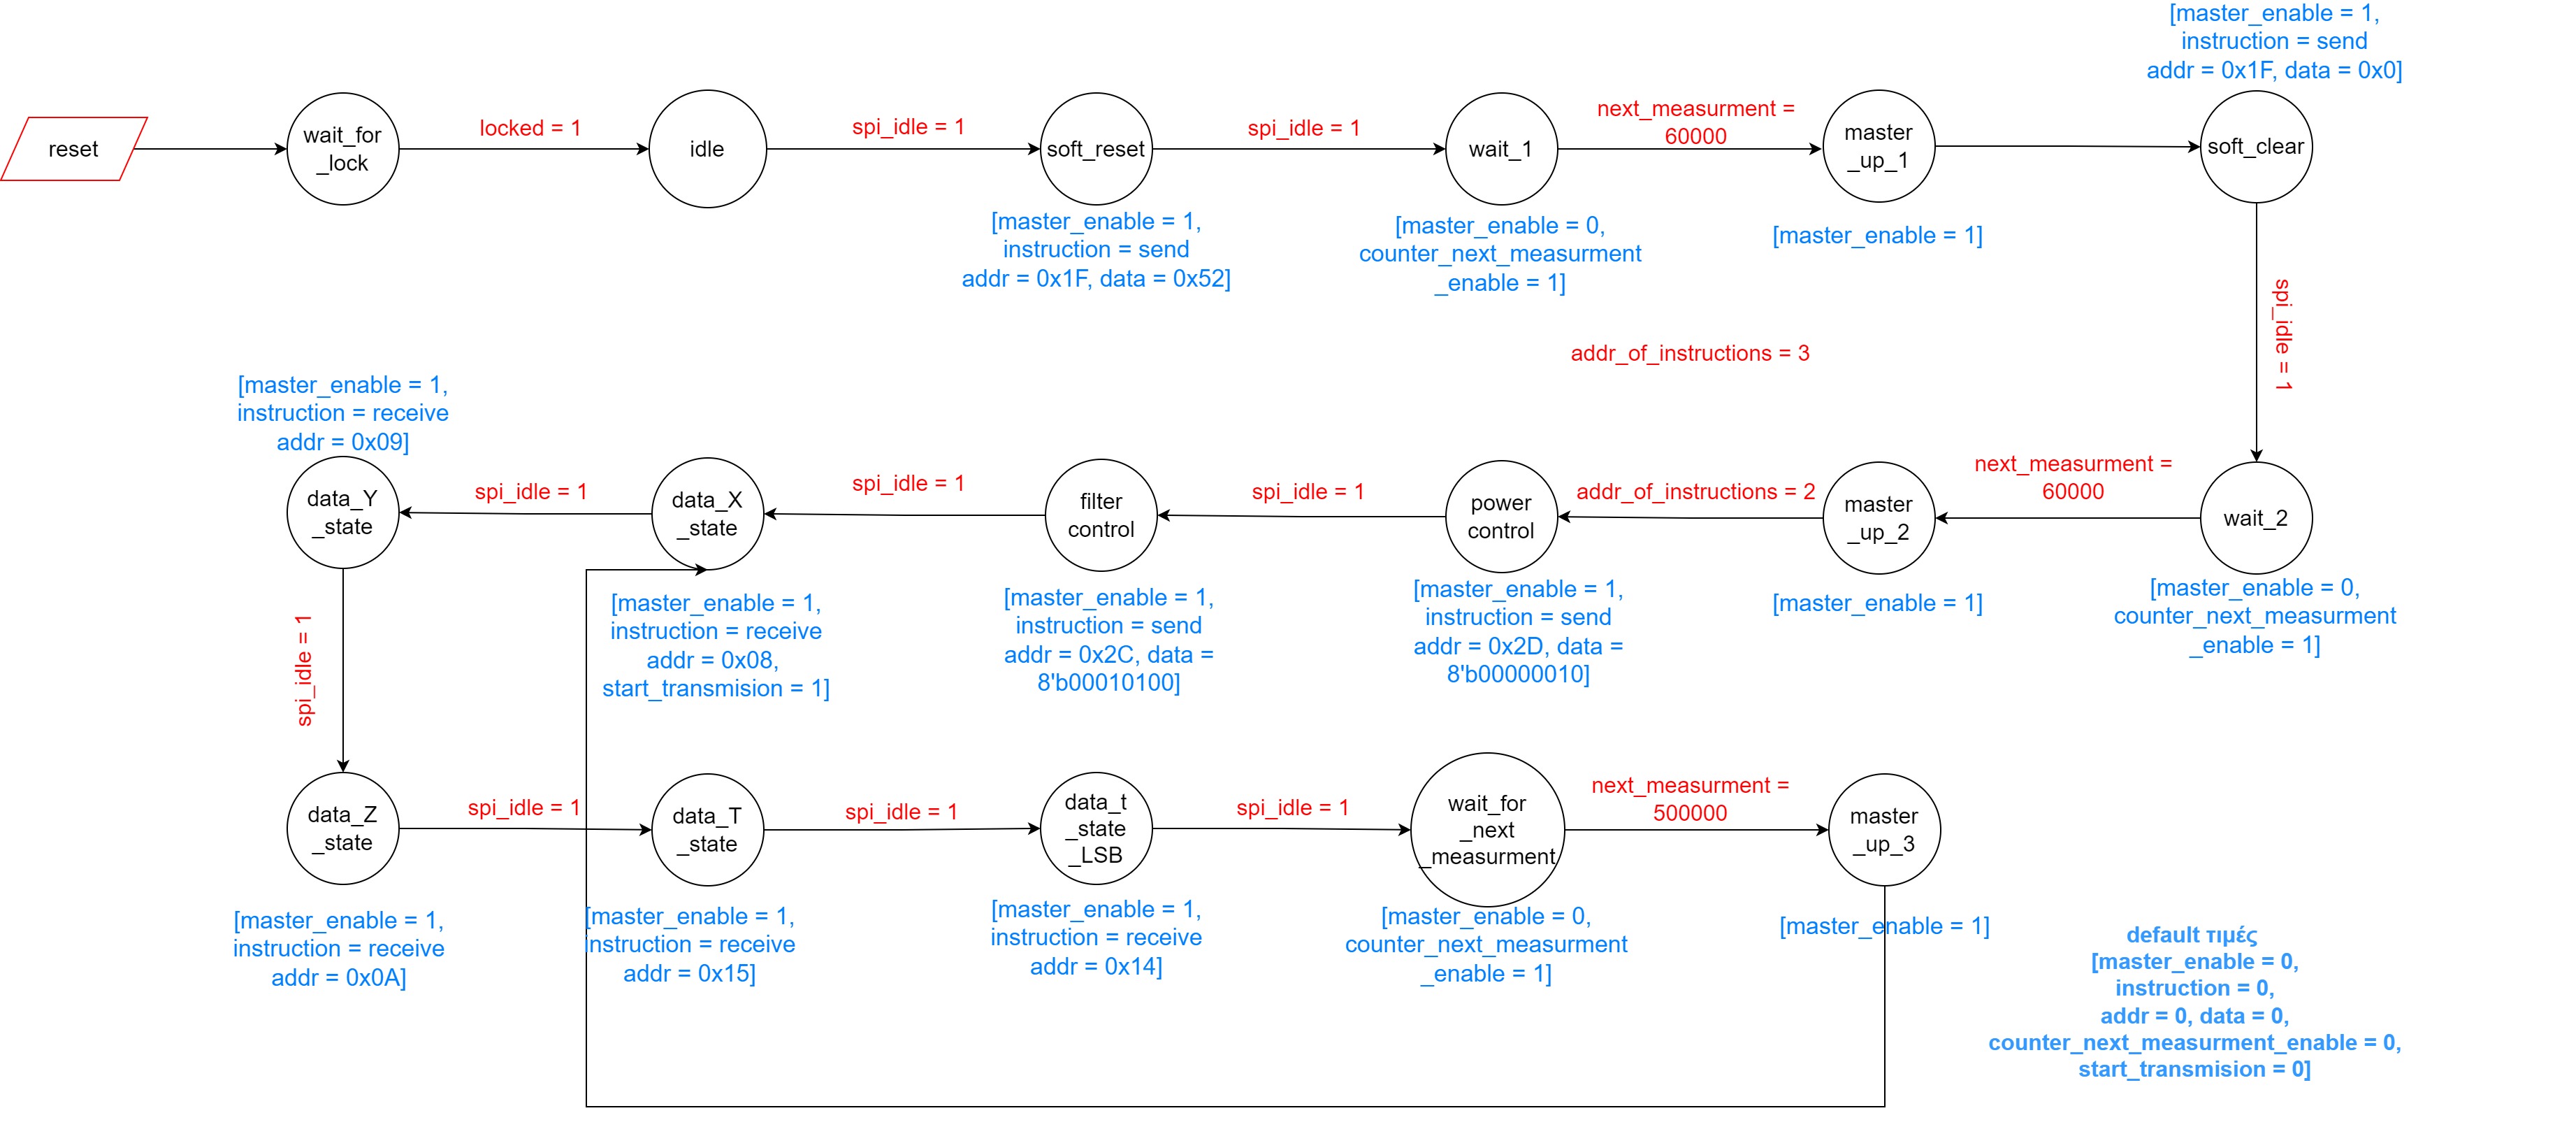 [master_enable = 1,
instruction = send
addr = 0x1F, data = 0x0]
reset
wait_for
_lock
locked = 1
idle
spi_idle = 1
soft_reset
[master_enable = 1,
instruction = send
addr = 0x1F, data = 0x52]
spi_idle = 1
wait_1
[master_enable = 0,
counter_next_measurment
_enable = 1]
next_measurment =
60000
master
_up_1
[master_enable = 1]
soft_clear
spi_idle = 1
addr_of_instructions = 3
[master_enable = 1,
instruction = receive
addr = 0x09]
data_Y
_state
spi_idle = 1
data_X
_state
[master_enable = 1,
instruction = receive
addr = 0x08,
start_transmision = 1]
spi_idle = 1
filter
control
[master_enable = 1,
instruction = send
addr = 0x2C, data =
8'b00010100]
spi_idle = 1
power
control
[master_enable = 1,
instruction = send
addr = 0x2D, data =
8'b00000010]
addr_of_instructions = 2
master
_up_2
[master_enable = 1]
next_measurment =
60000
wait_2
[master_enable = 0,
counter_next_measurment
_enable = 1]
spi_idle = 1
data_Z
_state
[master_enable = 1,
instruction = receive
addr = 0x0A]
spi_idle = 1
data_T
_state
[master_enable = 1,
instruction = receive
addr = 0x15]
spi_idle = 1
data_t
_state
_LSB
[master_enable = 1,
instruction = receive
addr = 0x14]
spi_idle = 1
wait_for
_next
_measurment
[master_enable = 0,
counter_next_measurment
_enable = 1]
next_measurment =
500000
master
_up_3
[master_enable = 1]
default τιμές
[master_enable = 0,
instruction = 0,
addr = 0, data = 0,
counter_next_measurment_enable = 0,
start_transmision = 0]